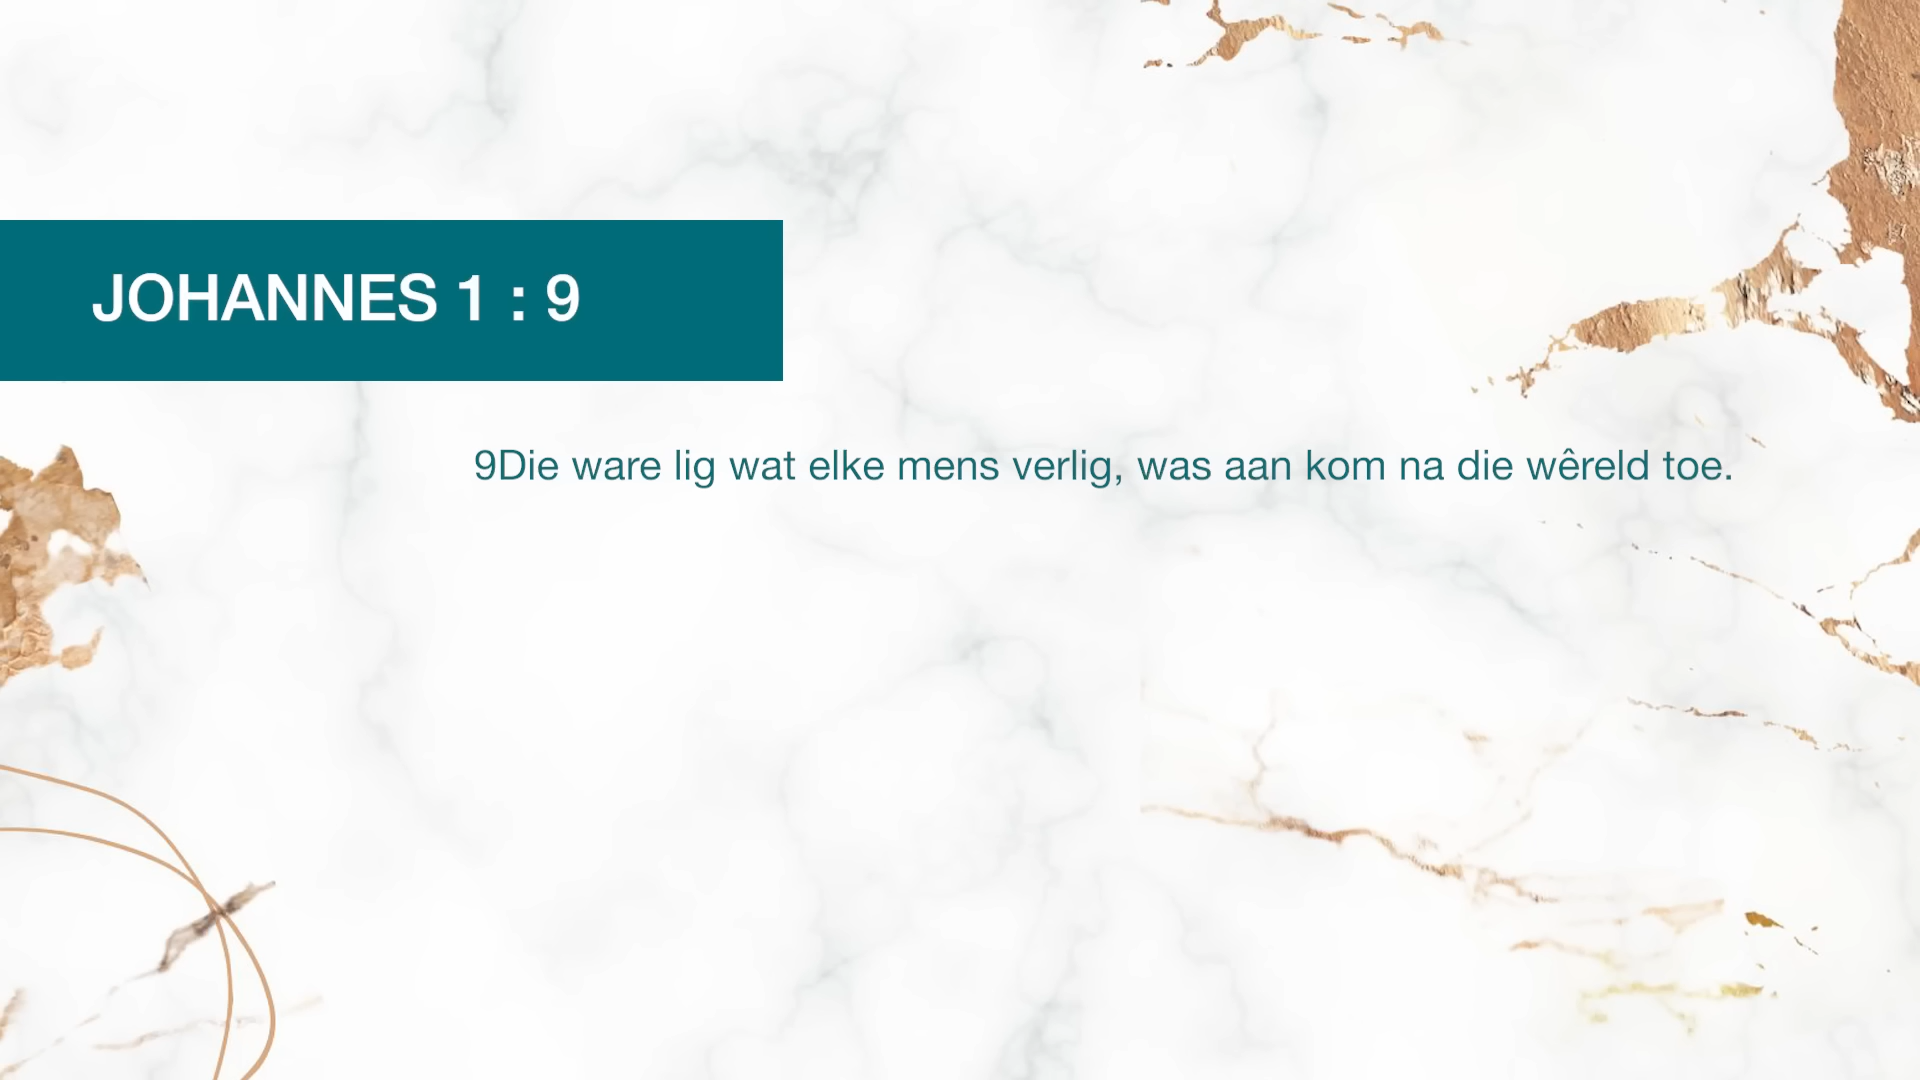 JOHANNES 1 : 9
9Die ware lig wat elke mens verlig, was aan kom na die wêreld toe.